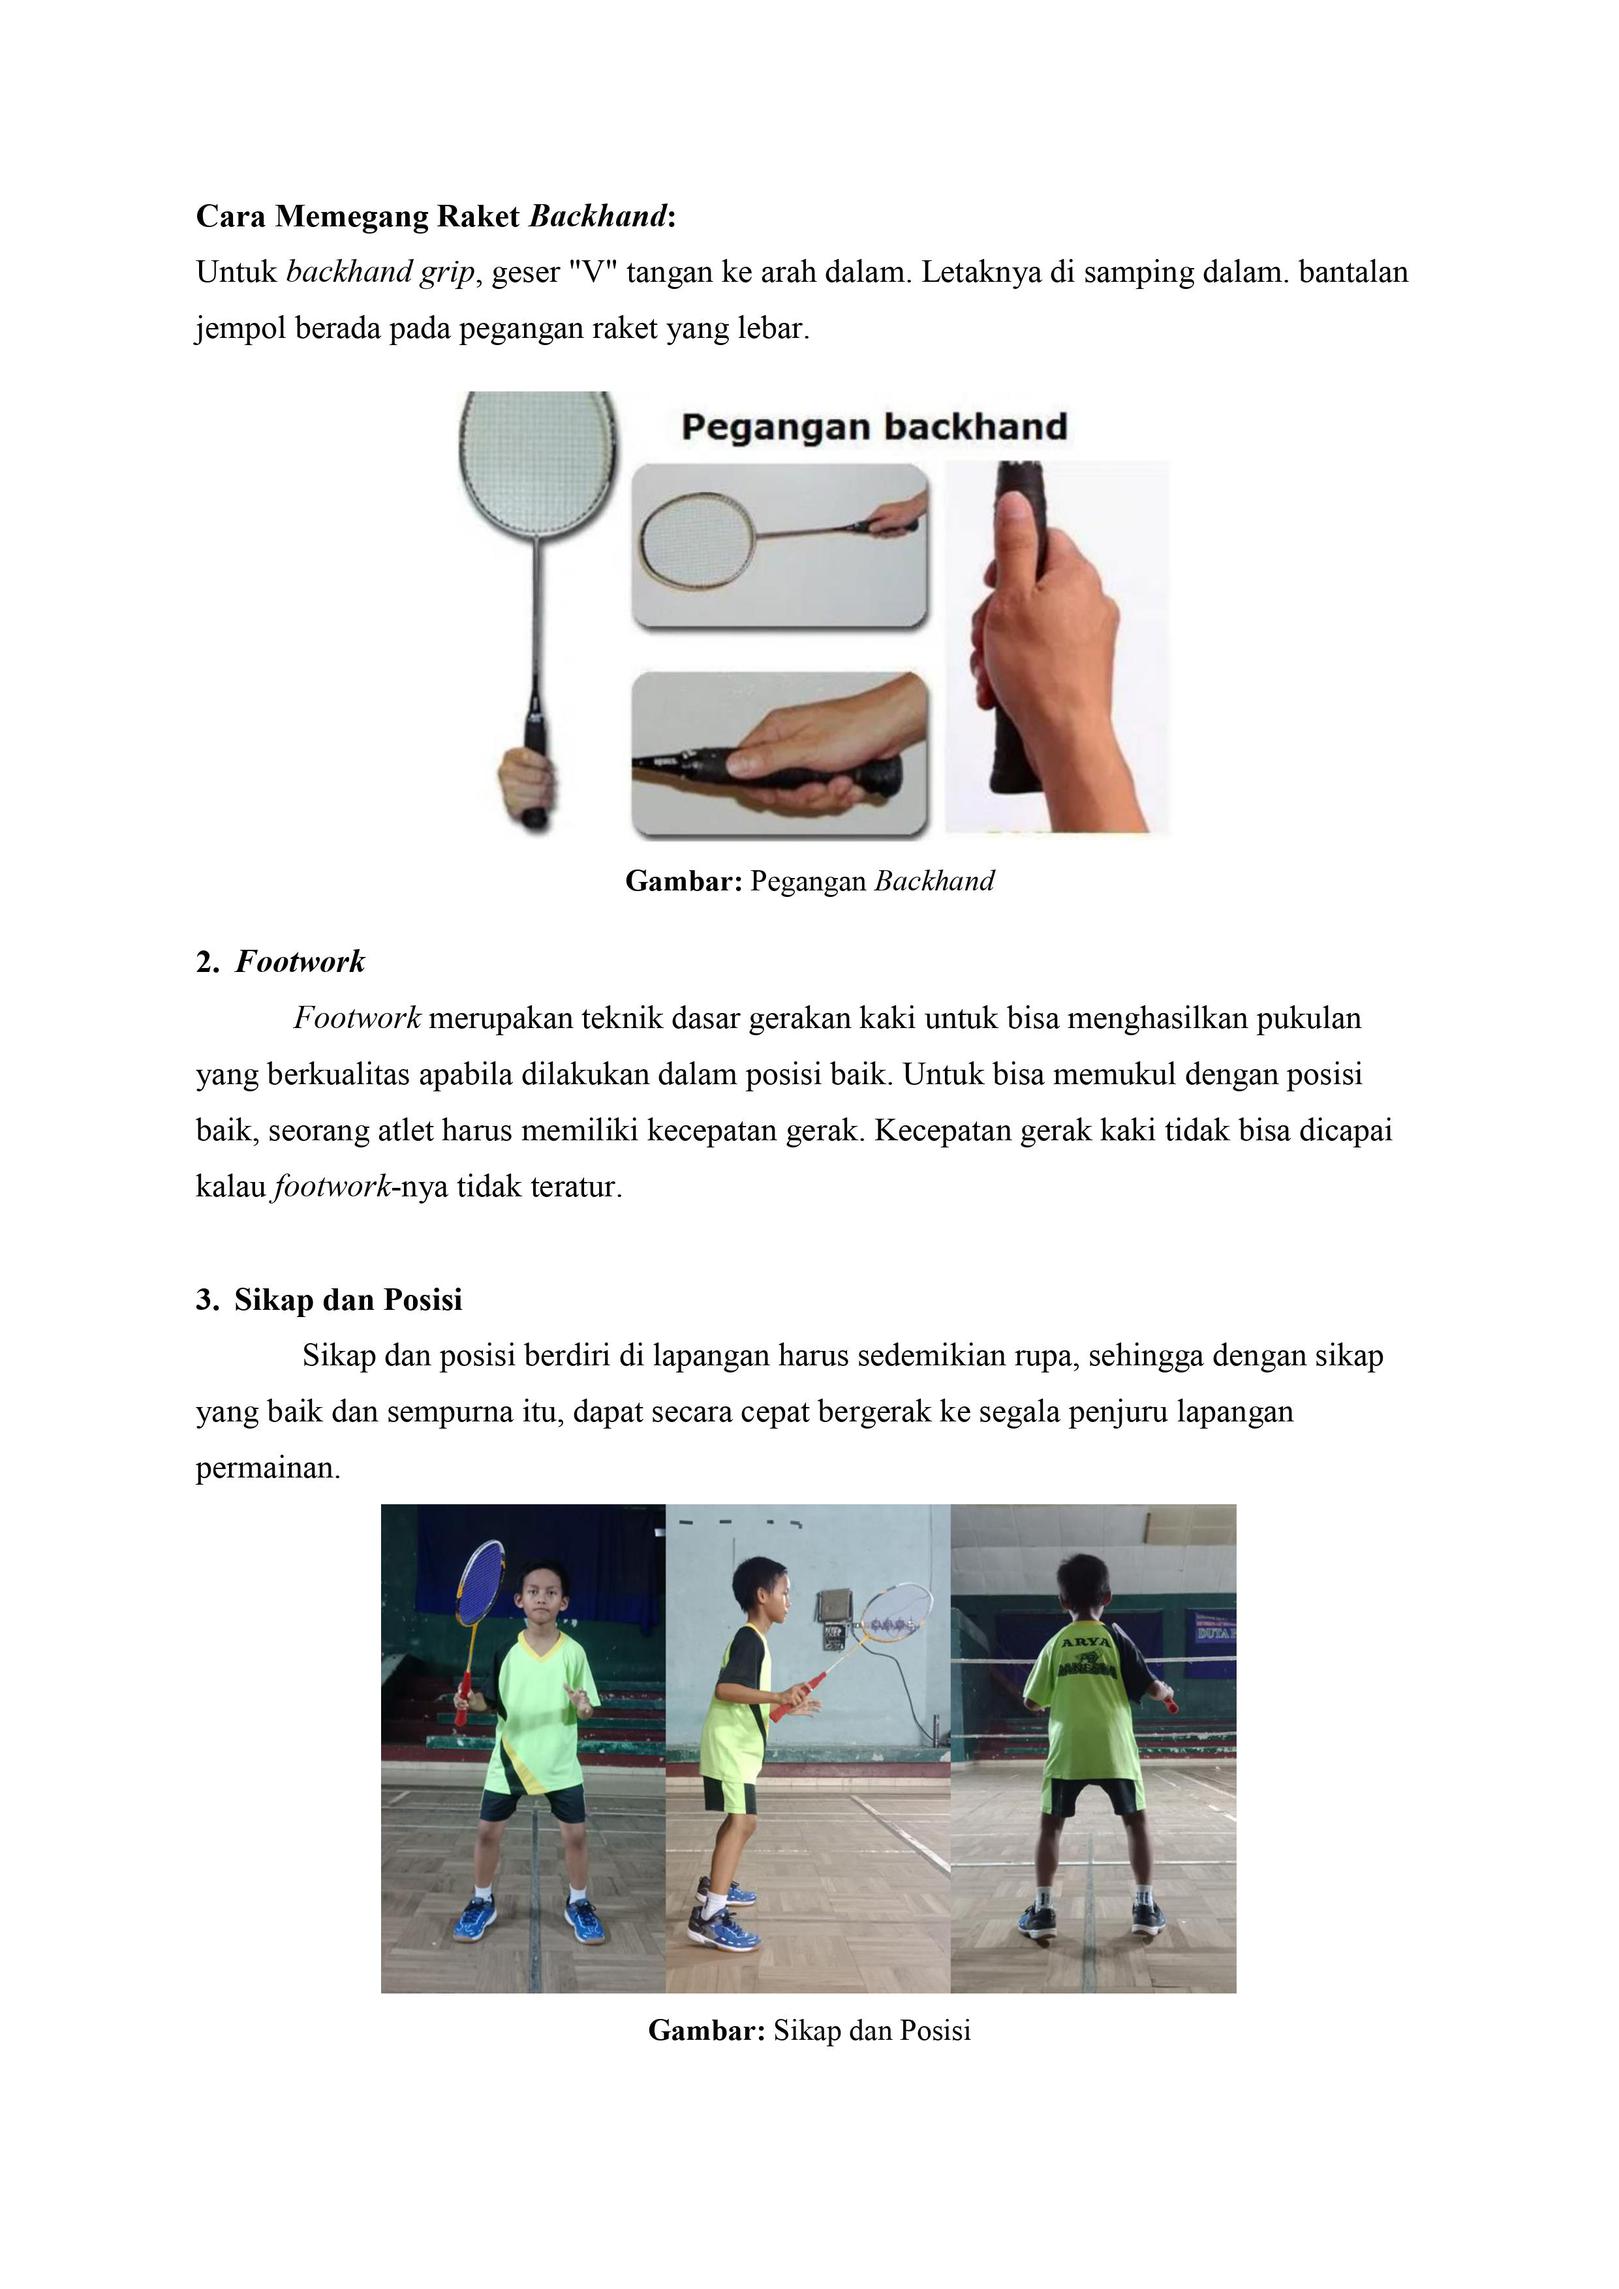 Cara Memegang Raket Backhand:
Untuk backhand grip, geser "V" tangan ke arah dalam. Letaknya di samping dalam. bantalan
jempol berada pada pegangan raket yang lebar.
Pegangan backhand
Gambar: Pegangan Backhand
2. Footwork
Footwork merupakan teknik dasar gerakan kaki untuk bisa menghasilkan pukulan
yang berkualitas apabila dilakukan dalam posisi baik. Untuk bisa memukul dengan posisi
baik, seorang atlet harus memiliki kecepatan gerak. Kecepatan gerak kaki tidak bisa dicapai
kalau footwork-nya tidak teratur.
3. Sikap dan Posisi
Sikap dan posisi berdiri di lapangan harus sedemikian rupa, sehingga dengan sikap
yang baik dan sempurna itu, dapat secara cepat bergerak ke segala penjuru lapangan
permainan.
ARYA
DUTA
Gambar: Sikap dan Posisi